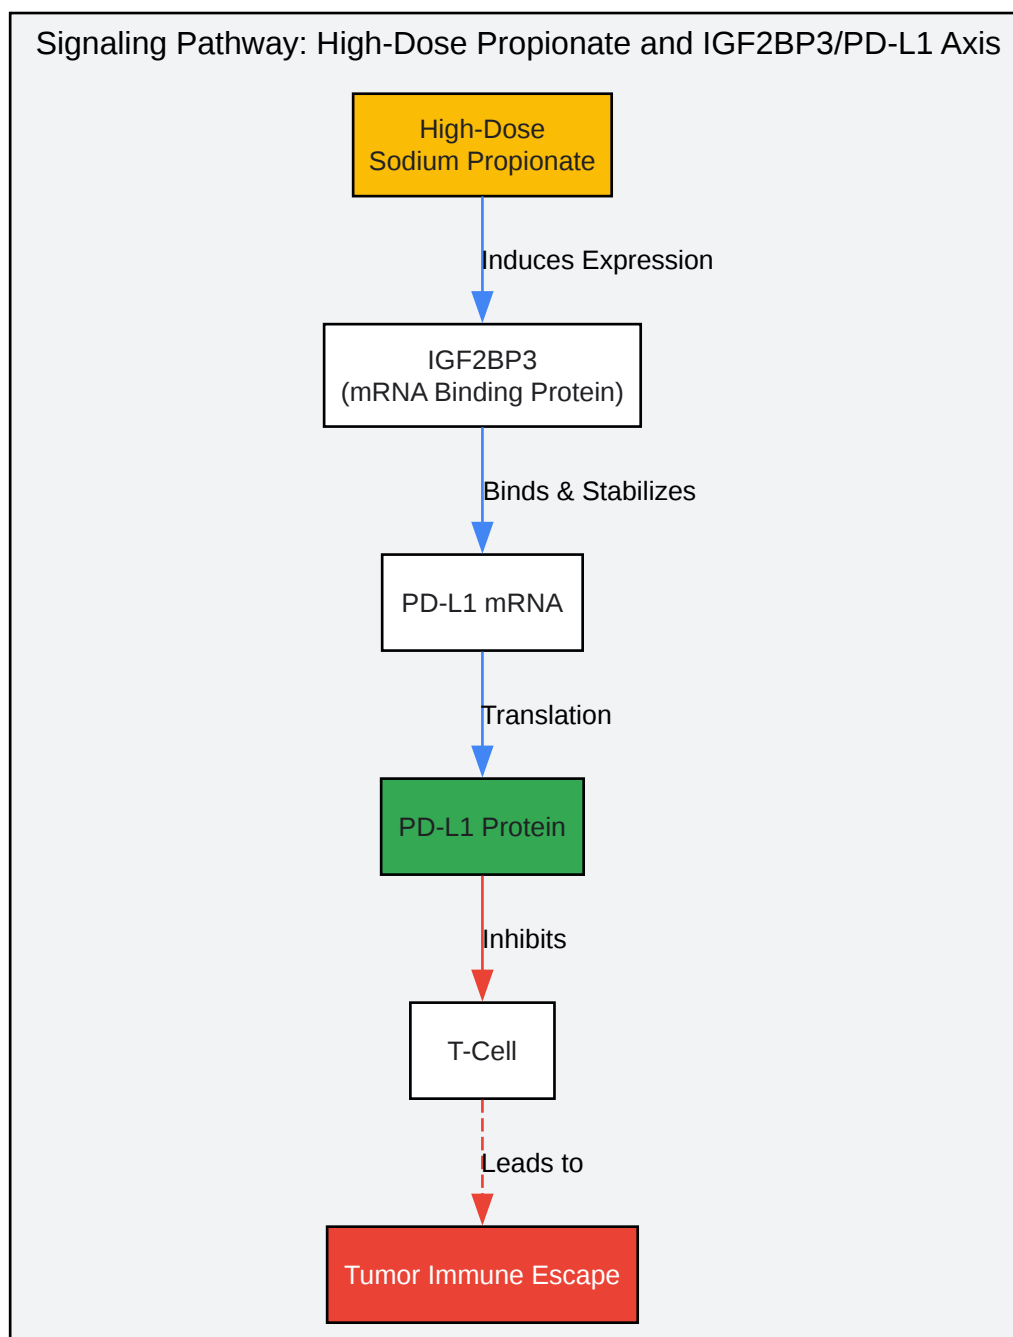 Signaling Pathway: High-Dose Propionate and IGF2BP3/PD-L1 Axis
High-Dose
Sodium Propionate
Induces Expression
IGF2BP3
(mRNA Binding Protein)
Binds & Stabilizes
PD-L1 mRNA
Translation
PD-L1 Protein
Inhibits
T-Cell
Leads to
Tumor Immune Escape